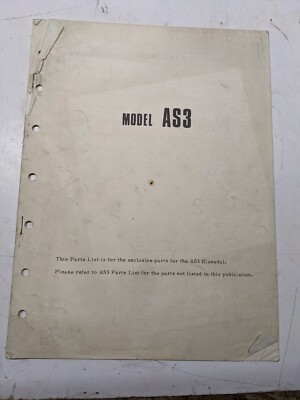 MODEL AS3
This Parts List is for the exclusive parts for the AS3 (Canada).
Please refer to AS3 Parts List for the parts not listed in this publication.